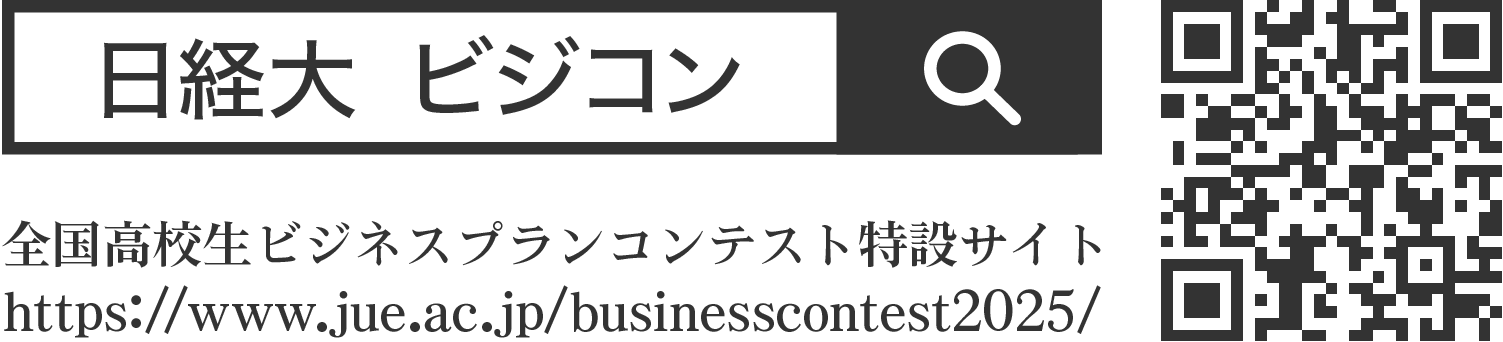 日経大 ビジコン
全国高校生ビジネスプランコンテスト特設サイト
https://www.jue.ac.jp/businesscontest2025/